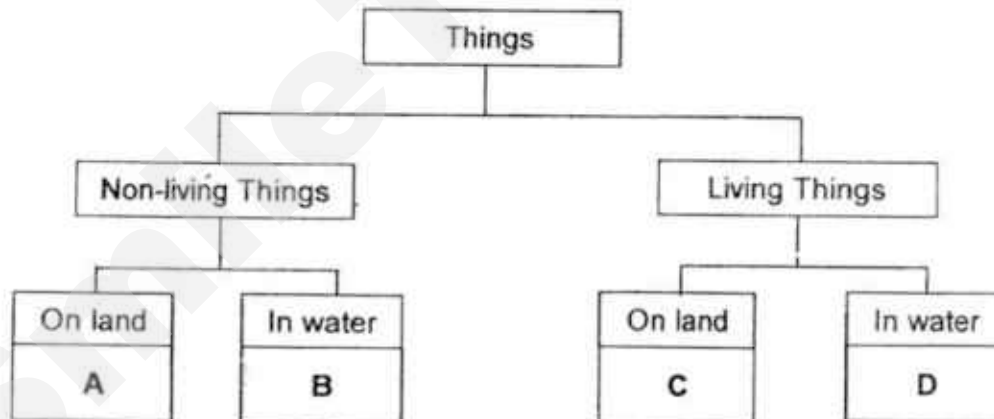 Things
Non-living Things
Living Things
On land
In water
On land
In water
A
B
C
D